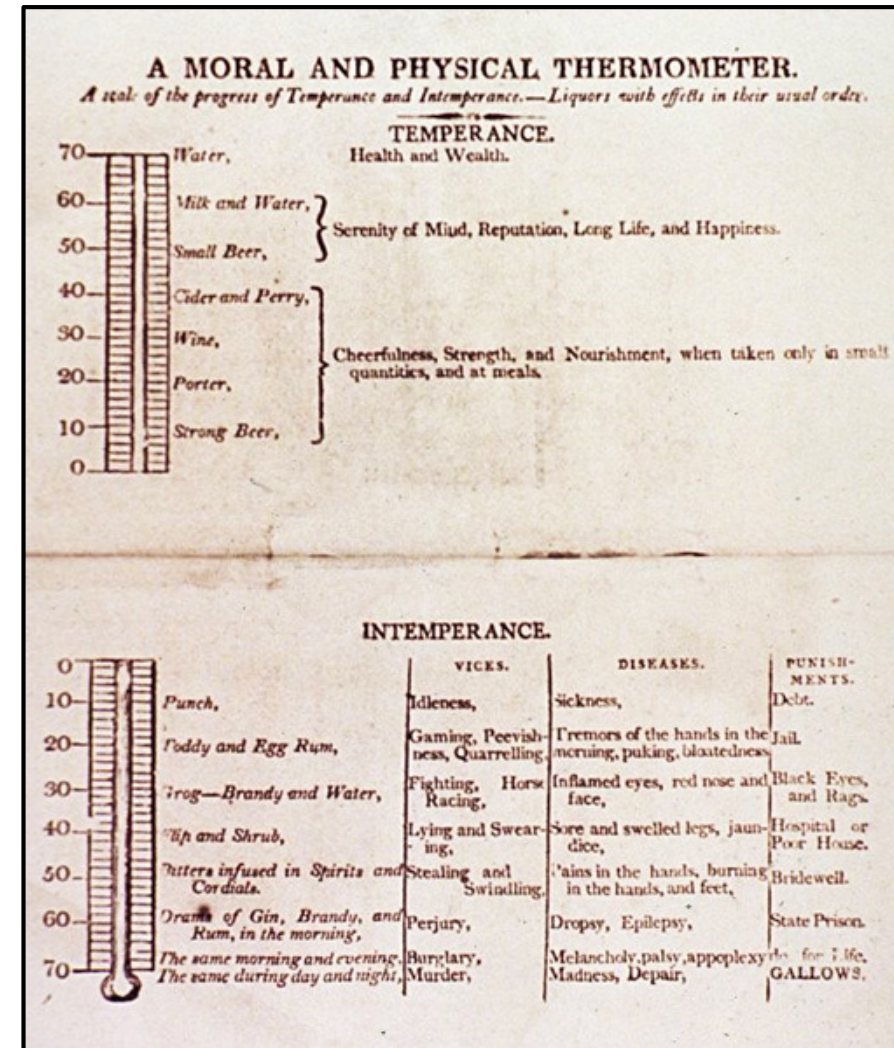 A MORAL AND PHYSICAL THERMOMETER.
A scale of the progress of Temperance and Intemperance.—Liquors with effects in their usual order.
TEMPERANCE.
70 Water, Health and Wealth.
60 Milk and Water,
Serenity of Mind, Reputation, Long Life, and Happiness.
50 Small Beer,
40 Cider and Perry,
30 Wine,
Cheerfulness, Strength, and Nourishment, when taken only in small
quantities, and at meals.
20 Porter,
10 Strong Beer,
0
INTEMPERANCE.
0 VICES. DISEASES. PUNISH-
MENTS.
10 Punch, Idleness, Sickness, Debt.
20 Toddy and Egg Rum, Gaming, Peevish- Tremors of the hands in the Jail.
ness, Quarrelling, morning, puking, bloatedness
30 Grog—Brandy and Water, Fighting, Horse Inflamed eyes, red nose and Black Eyes,
Racing, face, and Rags.
40 Flip and Shrub, Lying and Swear- Sore and swelled legs, jaun- Hospital or
ing, dice, Poor House.
50 Bitters infused in Spirits and Stealing and Pains in the hands, burning Bridewell.
Cordials. Swindling, in the hands, and feet,
60 Drams of Gin, Brandy, and Perjury, Dropsy, Epilepsy, State Prison.
Rum, in the morning,
The same morning and evening, Burglary, Melancholy, palsy, appoplexy do. for Life.
70 The same during day and night, Murder, Madness, Depair, GALLOWS.